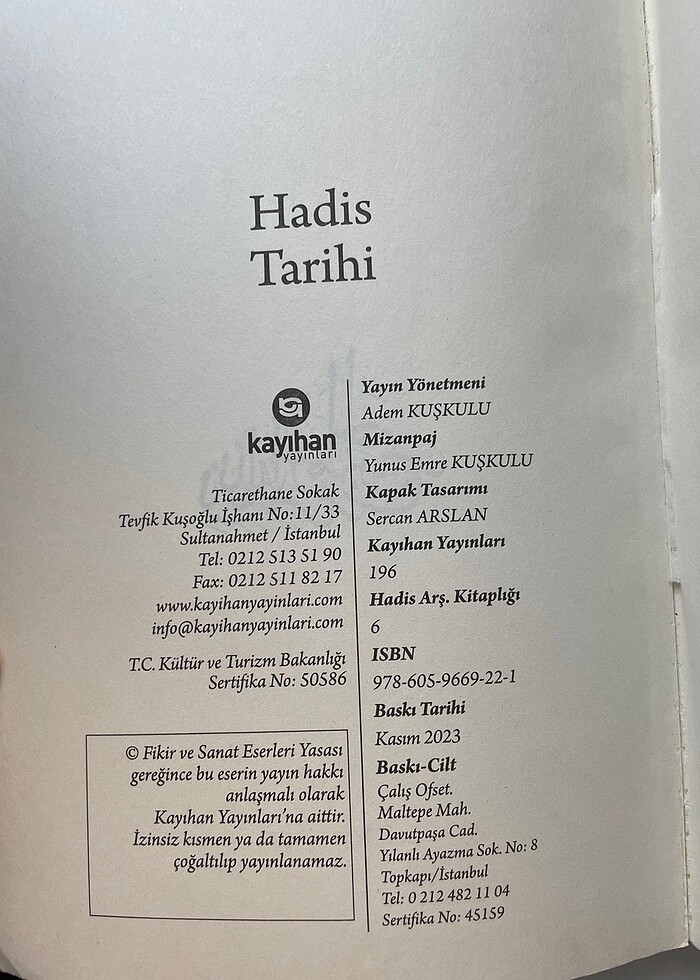 Hadis
Tarihi
kayıhan
yayınları
Ticarethane Sokak
Tevfik Kuşoğlu İşhanı No:11/33
Sultanahmet / İstanbul
Tel: 0212 513 51 90
Fax: 0212 511 82 17
www.kayihanyayinlari.com
info@kayihanyayinlari.com
T.C. Kültür ve Turizm Bakanlığı
Sertifika No: 50586
© Fikir ve Sanat Eserleri Yasası
gereğince bu eserin yayın hakkı
anlaşmalı olarak
Kayıhan Yayınları’na aittir.
İzinsiz kısmen ya da tamamen
çoğaltılıp yayınlanamaz.
Yayın Yönetmeni
Adem KUŞKULU
Mizanpaj
Yunus Emre KUŞKULU
Kapak Tasarımı
Sercan ARSLAN
Kayıhan Yayınları
196
Hadis Arş. Kitaplığı
6
ISBN
978-605-9669-22-1
Baskı Tarihi
Kasım 2023
Baskı-Cilt
Çalış Ofset.
Maltepe Mah.
Davutpaşa Cad.
Yılanlı Ayazma Sok. No: 8
Topkapı/İstanbul
Tel: 0 212 482 11 04
Sertifika No: 45159